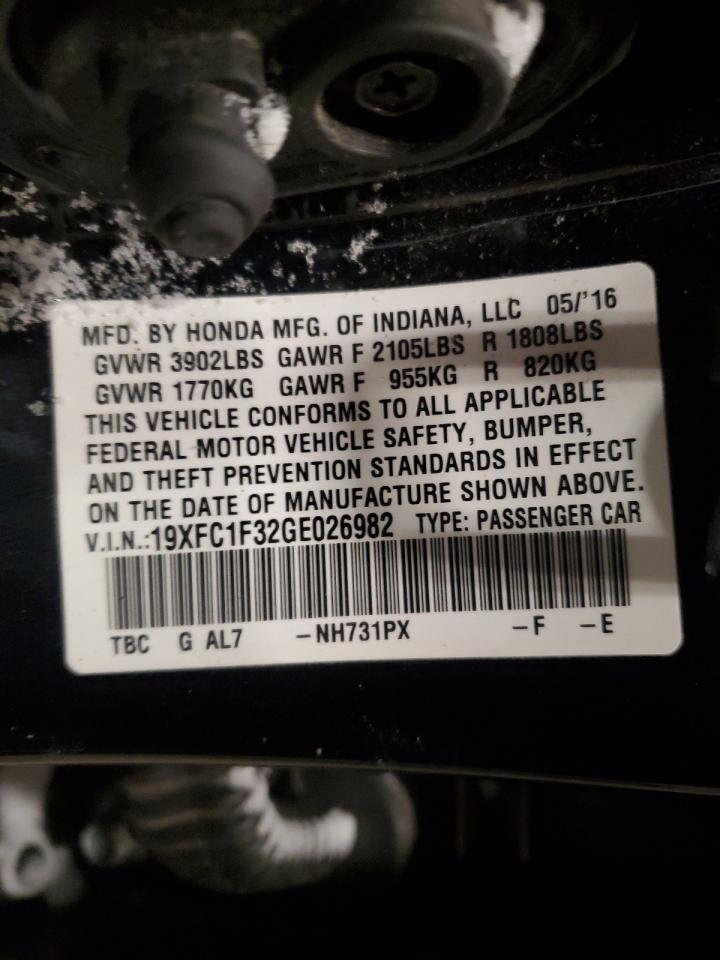 MFD. BY HONDA MFG. OF INDIANA, LLC 05/'16
GVWR 3902LBS GAWR F 2105LBS R 1808LBS
GVWR 1770KG GAWR F 955KG R 820KG
THIS VEHICLE CONFORMS TO ALL APPLICABLE
FEDERAL MOTOR VEHICLE SAFETY, BUMPER,
AND THEFT PREVENTION STANDARDS IN EFFECT
ON THE DATE OF MANUFACTURE SHOWN ABOVE.
V.I.N.:19XFC1F32GE026982 TYPE: PASSENGER CAR
TBC G AL7 –NH731PX –F –E